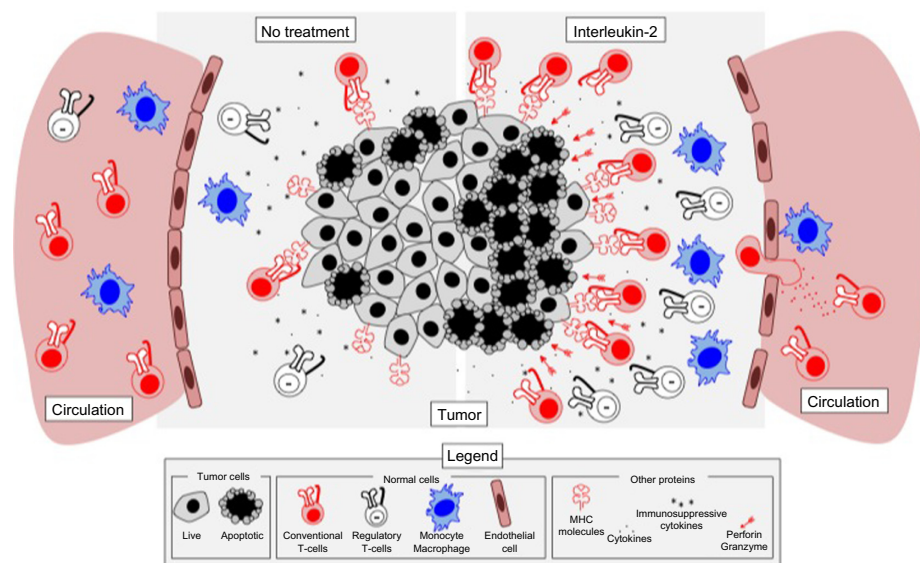 No treatment
Interleukin-2
Circulation
Circulation
Tumor
Legend
Tumor cells
Normal cells
Other proteins
Live
Apoptotic
Conventional
T-cells
Regulatory
T-cells
Monocyte
Macrophage
Endothelial
cell
MHC
molecules
Cytokines
Immunosuppressive
cytokines
Perforin
Granzyme